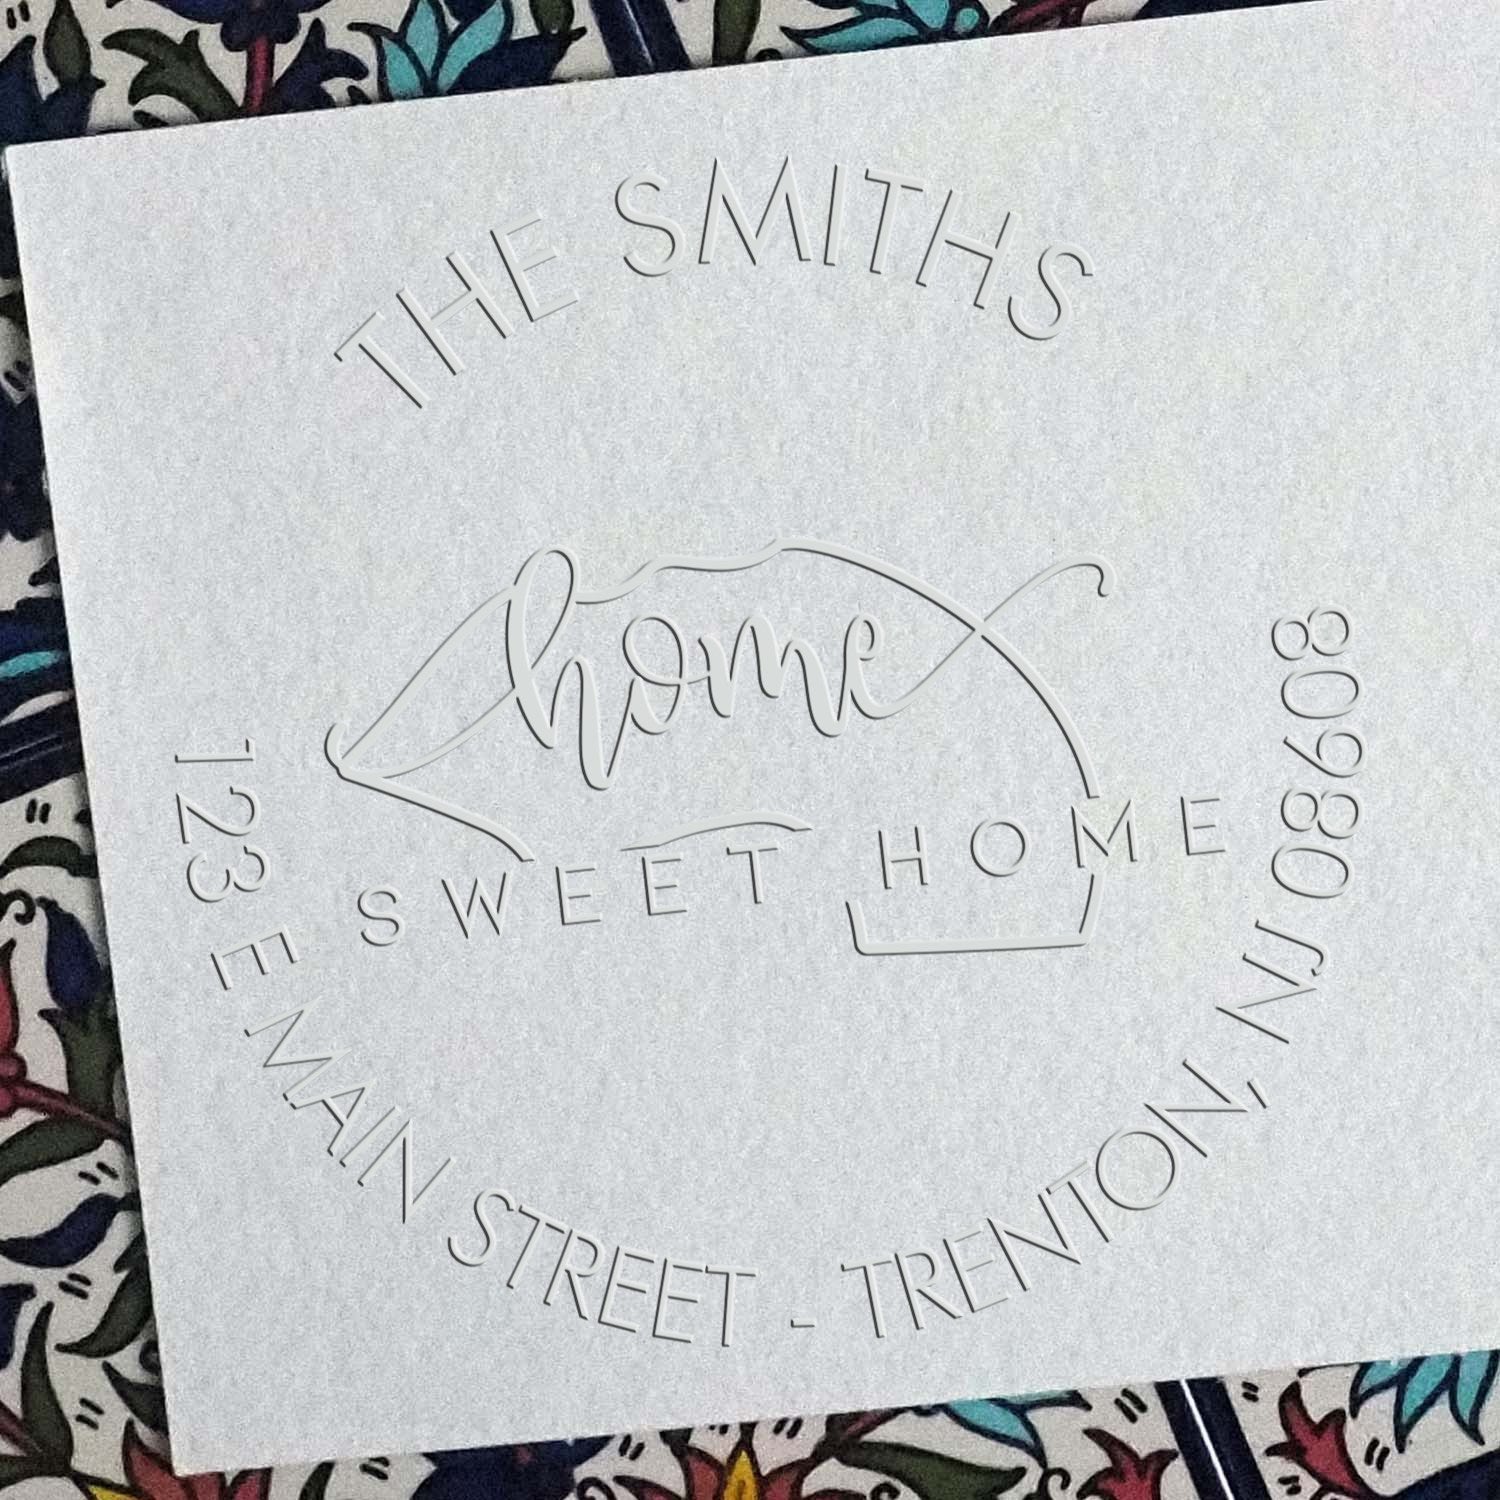 THE SMITHS
home
SWEET HOME
123 E MAIN STREET - TRENTON, NJ 08608